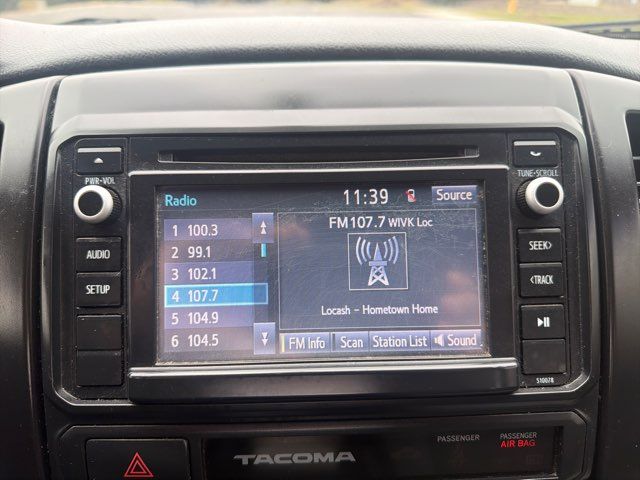 PWR•VOL
TUNE•SCROLL
Radio
11:39
Source
FM107.7 WIVK Loc
1 100.3
2 99.1
3 102.1
4 107.7
5 104.9
6 104.5
Locash - Hometown Home
FM Info
Scan
Station List
Sound
AUDIO
SETUP
SEEK>
<TRACK
510078
PASSENGER
PASSENGER
AIR BAG
TACOMA